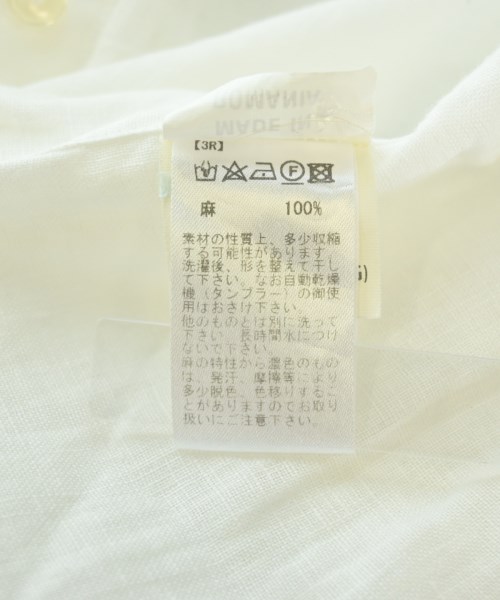 MADE IN
ROMANIA
【3R】
麻 100%
素材の性質上、多少収縮
する可能性があります
洗濯後、形を整えて干し
て下さい。なお自動乾燥
機(タンブラー)の御使
用はおさけ下さい。
他のものとは別に洗って
下さい 長時間水につけ
ないで下さい。
麻の特性から濃色のもの
は、発汗、摩擦等により
多少脱色、色移りするこ
とがありますのでお取り
扱いにご注意下さい。
G)